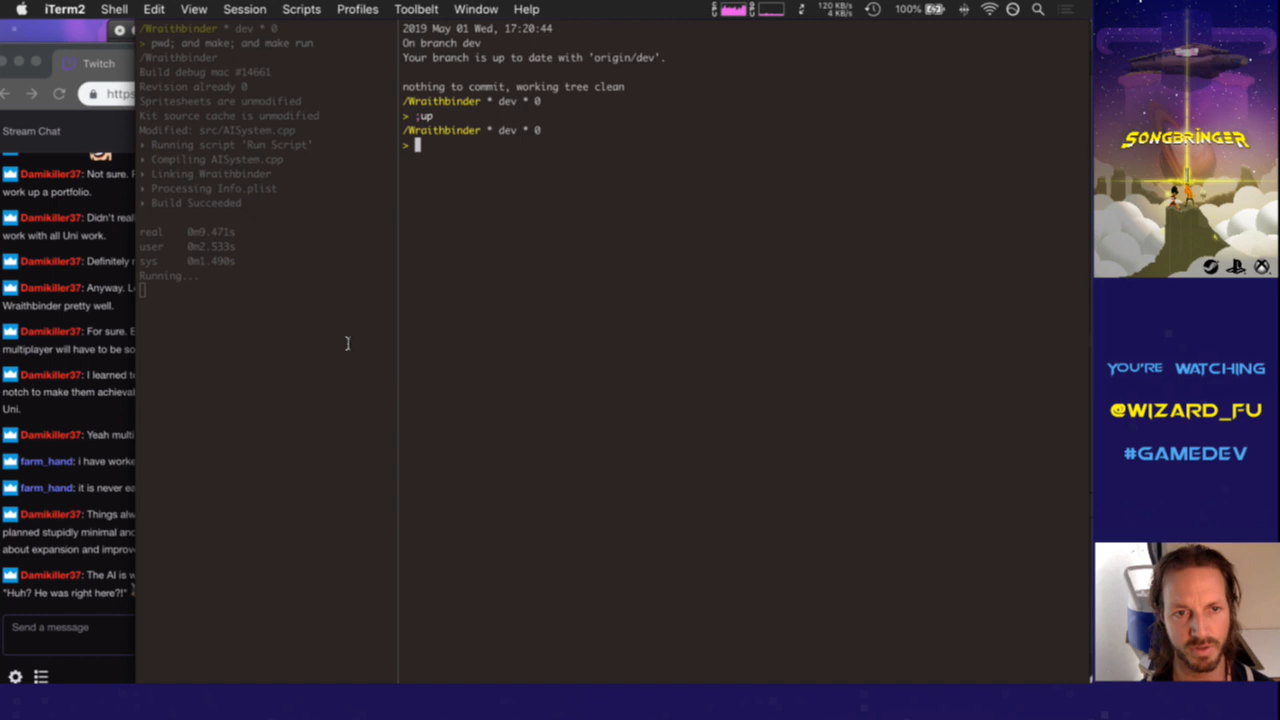 iTerm2 Shell Edit View Session Scripts Profiles Toolbelt Window Help
120 KB/s
4 KB/s
100%
Twitch
https
Stream Chat
Damikiller37: Not sure.
work up a portfolio.
Damikiller37: Didn't real
work with all Uni work.
Damikiller37: Definitely
Damikiller37: Anyway.
Wraithbinder pretty well.
Damikiller37: For sure.
multiplayer will have to be so
Damikiller37: I learned to
notch to make them achieva
Uni.
Damikiller37: Yeah multi
farm_hand: i have worke
farm_hand: it is never ea
Damikiller37: Things alw
planned stupidly minimal and
about expansion and improv
Damikiller37: The AI is w
"Huh? He was right here?!"
Send a message
/Wraithbinder * dev * 0
> pwd; and make; and make run
/Wraithbinder
Build debug mac #14661
Revision already 0
Spritesheets are unmodified
Kit source cache is unmodified
Modified: src/AISystem.cpp
› Running script 'Run Script'
› Compiling AISystem.cpp
› Linking Wraithbinder
› Processing Info.plist
› Build Succeeded
real 0m9.471s
user 0m2.533s
sys 0m1.490s
Running...
2019 May 01 Wed, 17:20:44
On branch dev
Your branch is up to date with 'origin/dev'.
nothing to commit, working tree clean
/Wraithbinder * dev * 0
> ;up
/Wraithbinder * dev * 0
>
SONGBRINGER
YOU'RE WATCHING
@WIZARD_FU
#GAMEDEV